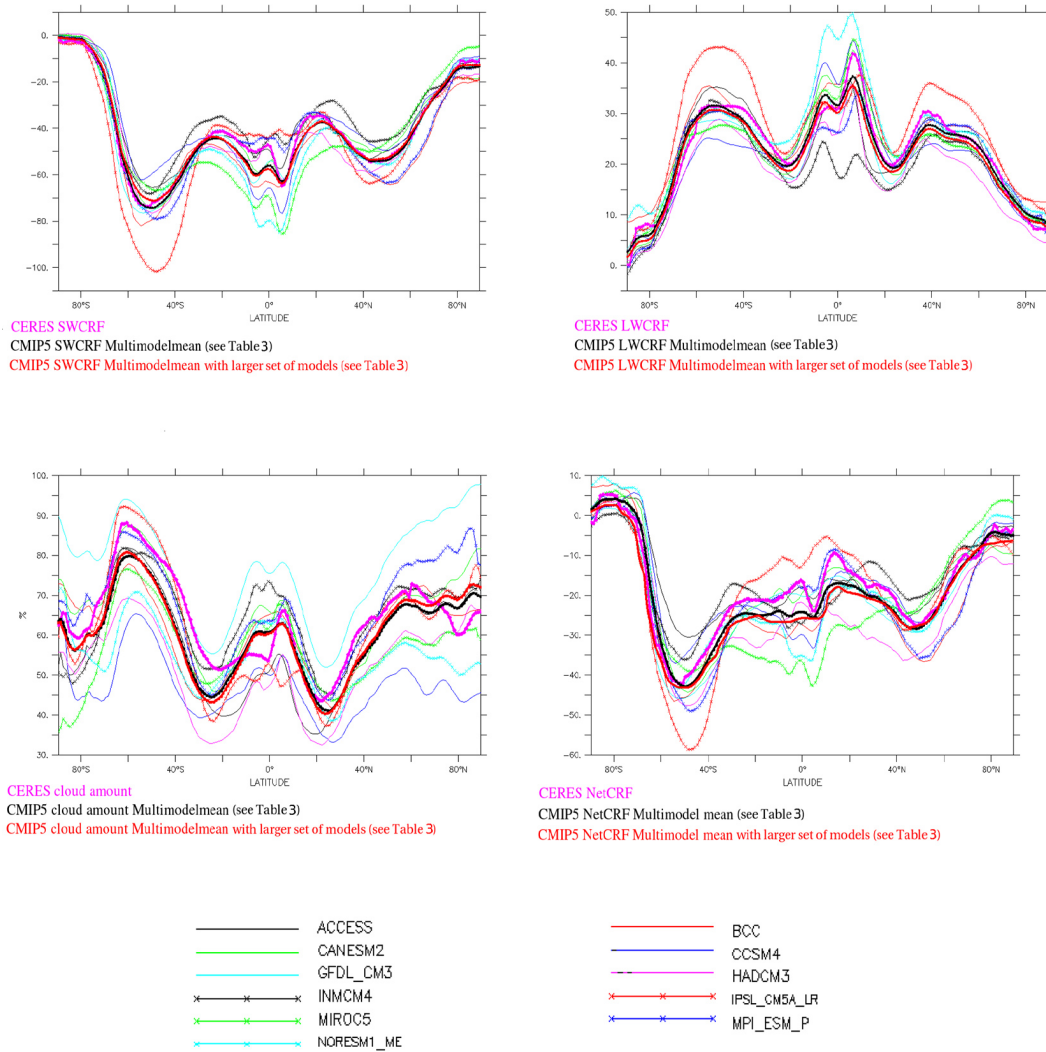 0.
−20.
−40.
−60.
−80.
−100.
80°S 40°S 0° 40°N 80°N
LATITUDE
CERES SWCRF
CMIP5 SWCRF Multimodelmean (see Table 3)
CMIP5 SWCRF Multimodelmean with larger set of models (see Table 3)
50.
40.
30.
20.
10.
0.
80°S 40°S 0° 40°N 80°N
LATITUDE
CERES LWCRF
CMIP5 LWCRF Multimodelmean (see Table 3)
CMIP5 LWCRF Multimodelmean with larger set of models (see Table 3)
100.
90.
80.
70.
60.
50.
40.
30.
%
80°S 40°S 0° 40°N 80°N
LATITUDE
CERES cloud amount
CMIP5 cloud amount Multimodelmean (see Table 3)
CMIP5 cloud amount Multimodelmean with larger set of models (see Table 3)
10.
0.
−10.
−20.
−30.
−40.
−50.
−60.
80°S 40°S 0° 40°N 80°N
LATITUDE
CERES NetCRF
CMIP5 NetCRF Multimodel mean (see Table 3)
CMIP5 NetCRF Multimodel mean with larger set of models (see Table 3)
ACCESS
CANESM2
GFDL_CM3
INMCM4
MIROC5
NORESM1_ME
BCC
CCSM4
HADCM3
IPSL_CM5A_LR
MPI_ESM_P